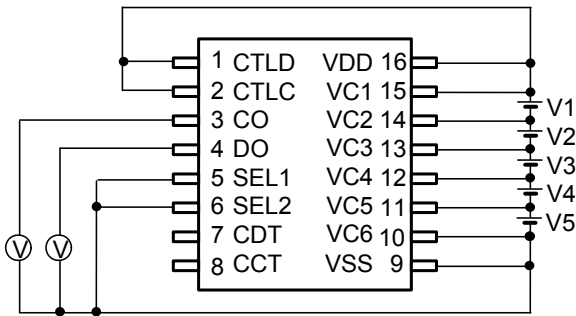 1 CTLD VDD 16
2 CTLC VC1 15
V1
3 CO VC2 14
V2
4 DO VC3 13
V3
5 SEL1 VC4 12
V4
6 SEL2 VC5 11
V5
7 CDT VC6 10
V V
8 CCT VSS 9